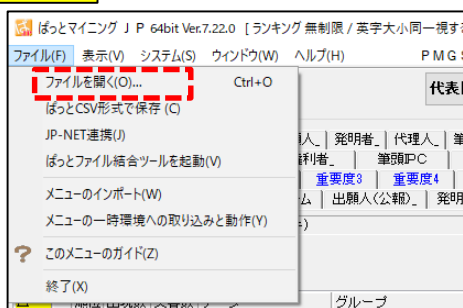 ぱっとマイニング JP 64bit Ver.7.22.0 [ランキング無制限 / 英字大小同一視する
ファイル(F) 表示(V) システム(S) ウィンドウ(W) ヘルプ(H) PMGS
ファイルを開く(O)... Ctrl+O
代表
ぱっとCSV形式で保存 (C)
JP-NET連携(J)
人_ 発明者_ 代理人_ 筆
ぱっとファイル結合ツールを起動(V)
利者_ 筆頭IPC
重要度3 重要度4
メニューのインポート(W)
ム 出願人(公報)_ 発明
メニューの一時環境への取り込みと動作(Y)
このメニューのガイド(Z)
終了(X)
グループ